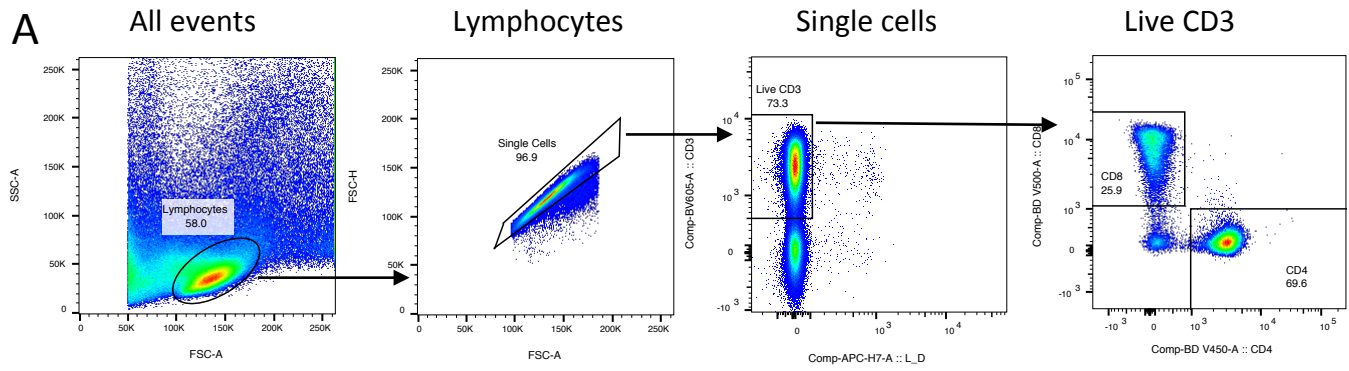 A
All events
Lymphocytes
Single cells
Live CD3
250K
200K
150K
100K
50K
0
SSC-A
Lymphocytes
58.0
0
50K
100K
150K
200K
250K
FSC-A
250K
200K
150K
100K
50K
0
FSC-H
Single Cells
96.9
0
50K
100K
150K
200K
250K
FSC-A
10 4
10 3
0
-10 3
Comp-BV605-A :: CD3
Live CD3
73.3
0
10 3
10 4
Comp-APC-H7-A :: L_D
10 5
10 4
10 3
0
-10 3
Comp-BD V500-A :: CD8
CD8
25.9
CD4
69.6
-10 3
0
10 3
10 4
10 5
Comp-BD V450-A :: CD4